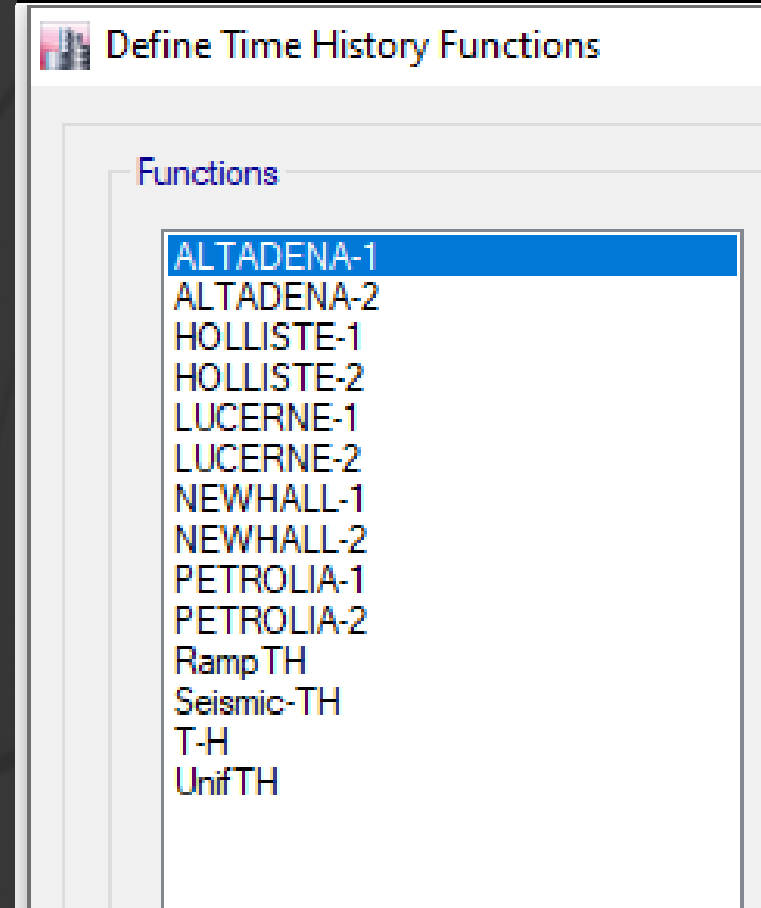 Define Time History Functions
Functions
ALTADENA-1
ALTADENA-2
HOLLISTE-1
HOLLISTE-2
LUCERNE-1
LUCERNE-2
NEWHALL-1
NEWHALL-2
PETROLIA-1
PETROLIA-2
RampTH
Seismic-TH
T-H
UnifTH